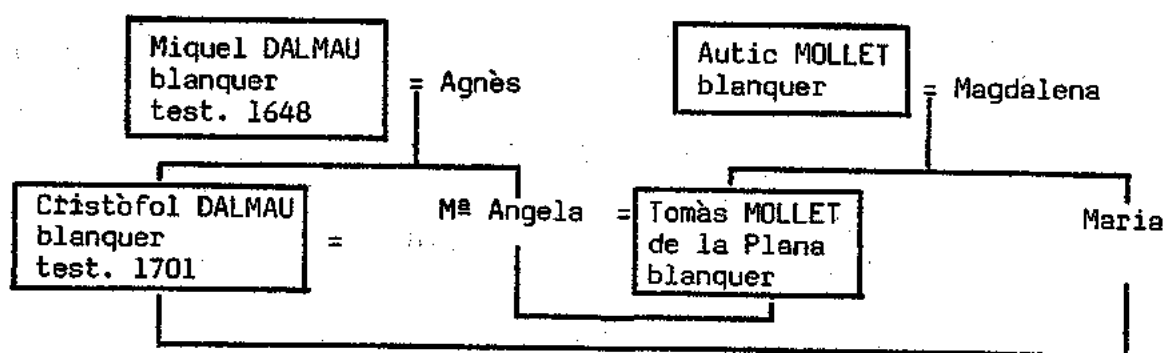 Miquel DALMAU
blanquer
test. 1648
= Agnès
Autic MOLLET
blanquer
= Magdalena
Cristòfol DALMAU
blanquer
test. 1701
=
Mª Angela =
Tomàs MOLLET
de la Plana
blanquer
Maria